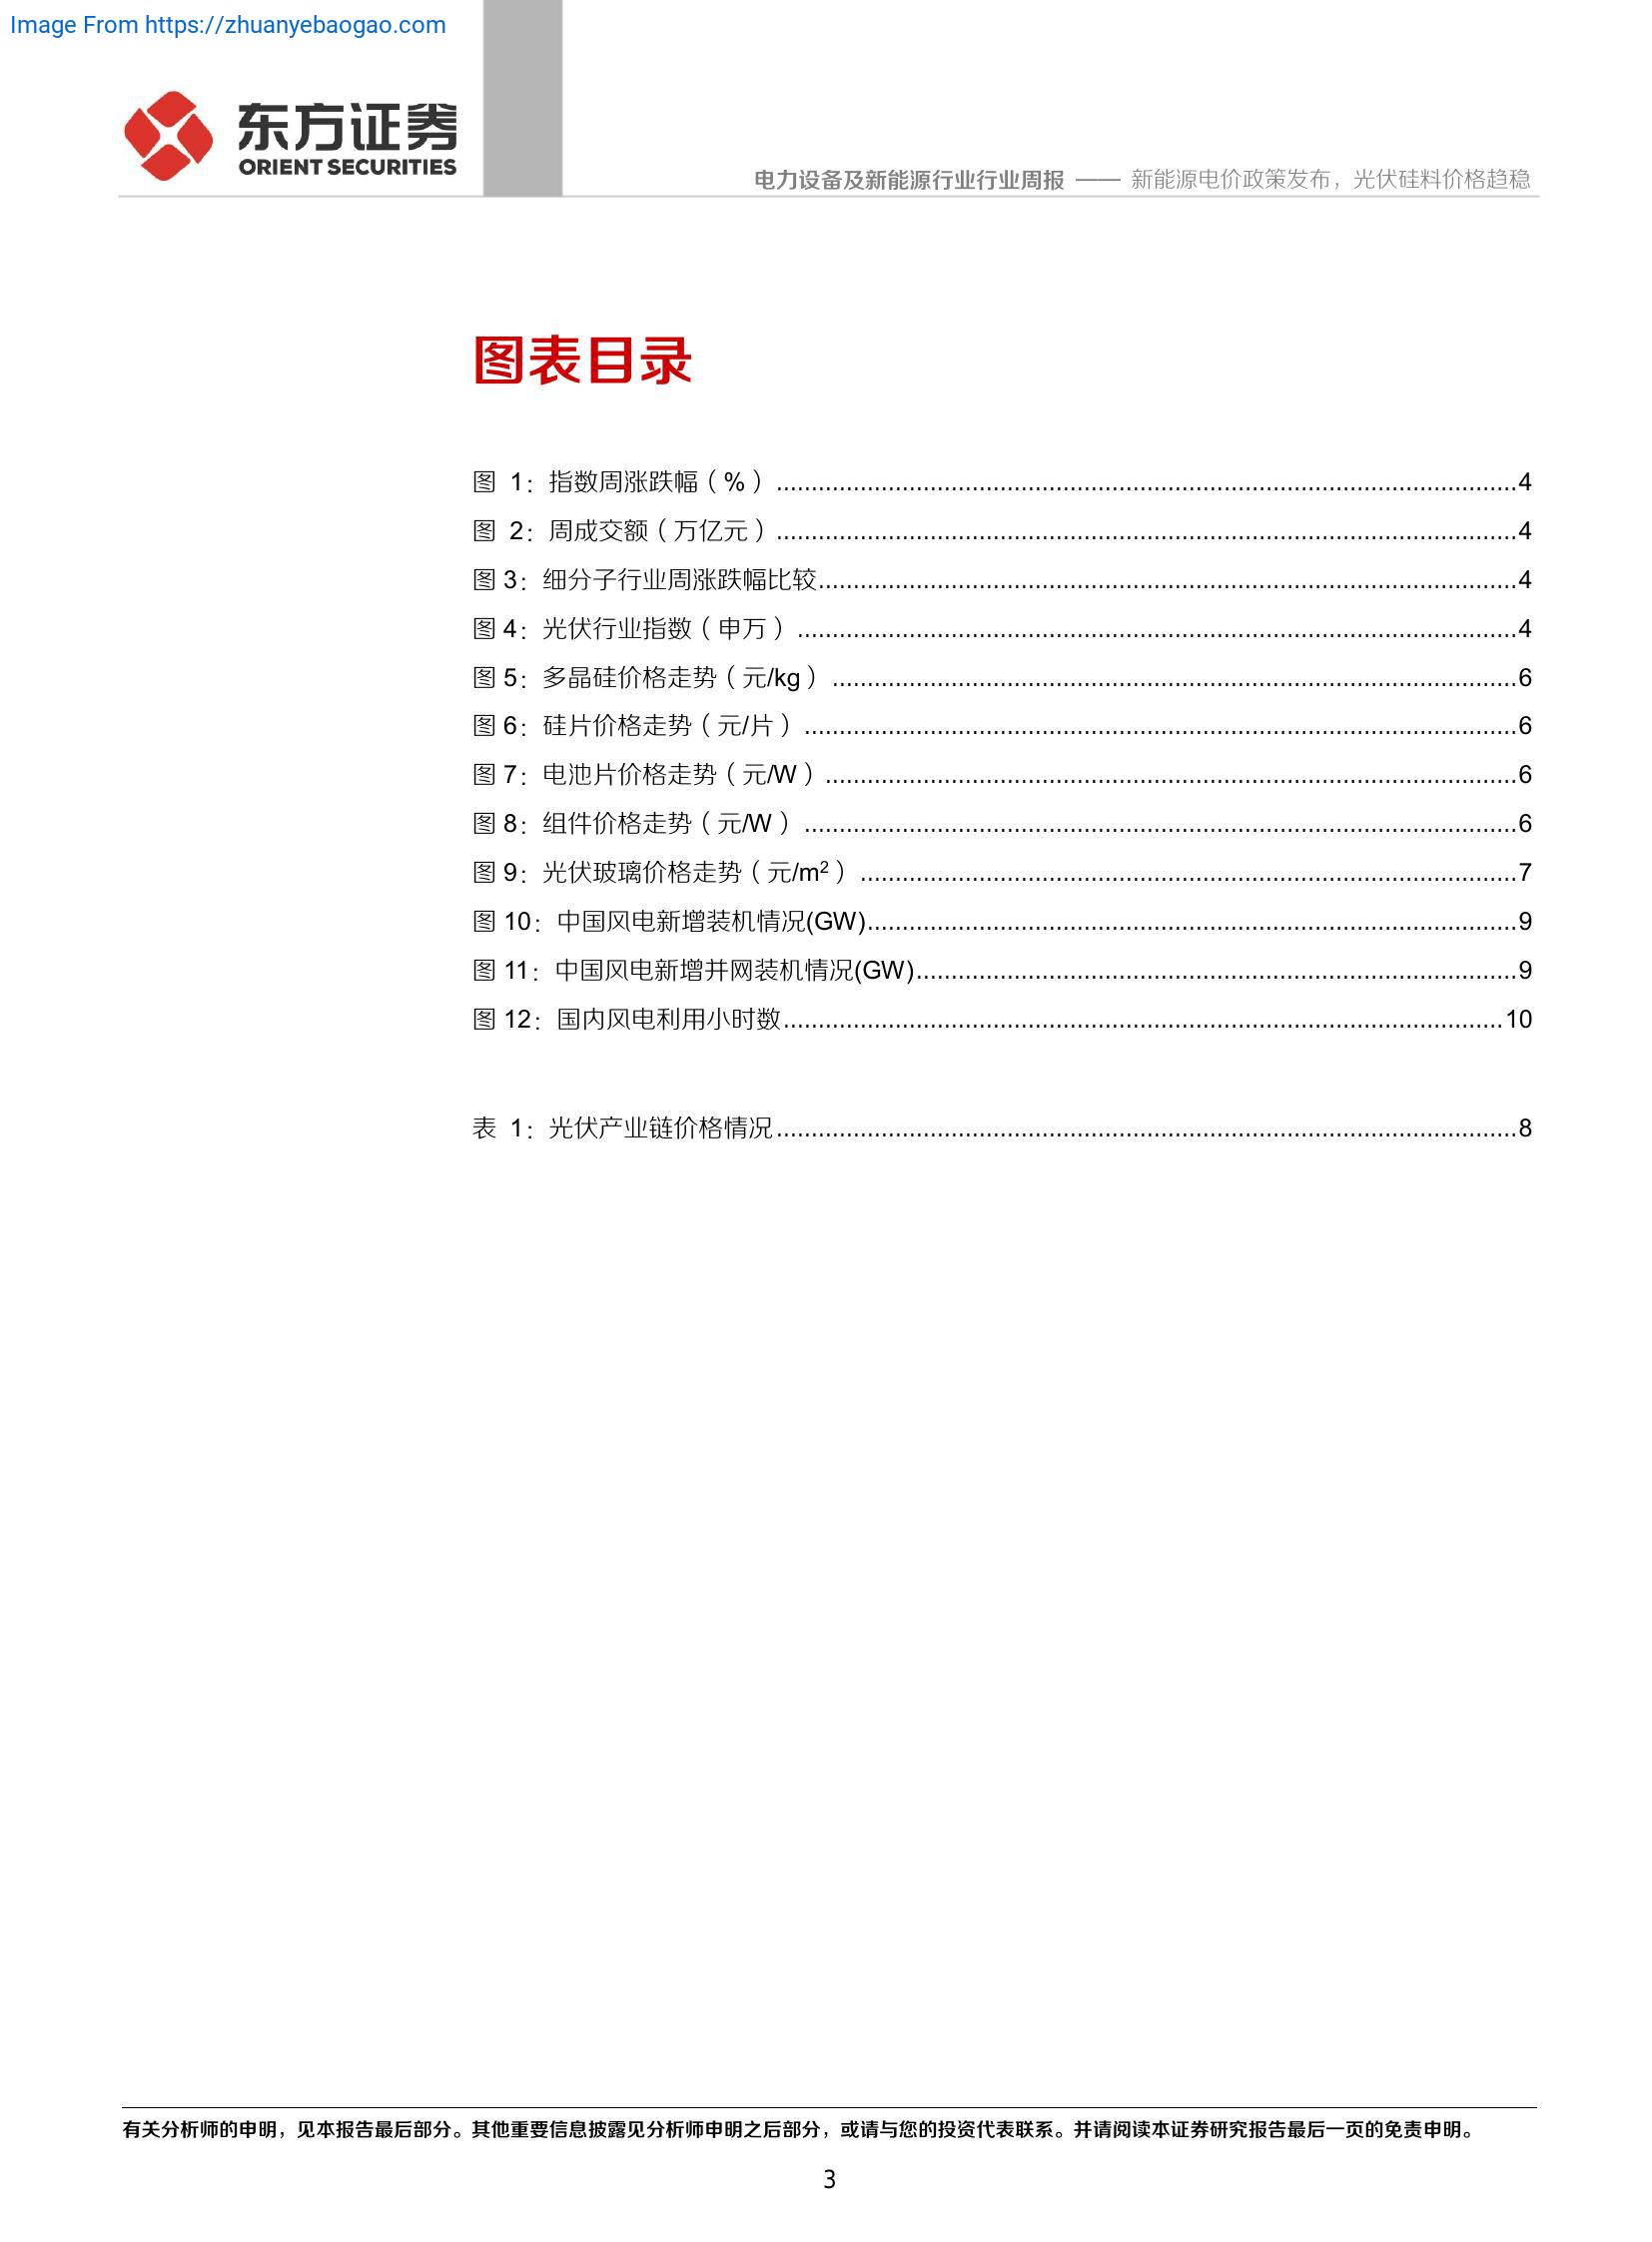 Image From https://zhuanyebaogao.com
东方证券
ORIENT SECURITIES
电力设备及新能源行业行业周报 —— 新能源电价政策发布，光伏硅料价格趋稳
图表目录
图 1：指数周涨跌幅（%）......4
图 2：周成交额（万亿元）......4
图 3：细分子行业周涨跌幅比较......4
图 4：光伏行业指数（申万）......4
图 5：多晶硅价格走势（元/kg）......6
图 6：硅片价格走势（元/片）......6
图 7：电池片价格走势（元/W）......6
图 8：组件价格走势（元/W）......6
图 9：光伏玻璃价格走势（元/m²）......7
图 10：中国风电新增装机情况(GW)......9
图 11：中国风电新增并网装机情况(GW)......9
图 12：国内风电利用小时数......10
表 1：光伏产业链价格情况......8
有关分析师的申明，见本报告最后部分。其他重要信息披露见分析师申明之后部分，或请与您的投资代表联系。并请阅读本证券研究报告最后一页的免责申明。
3